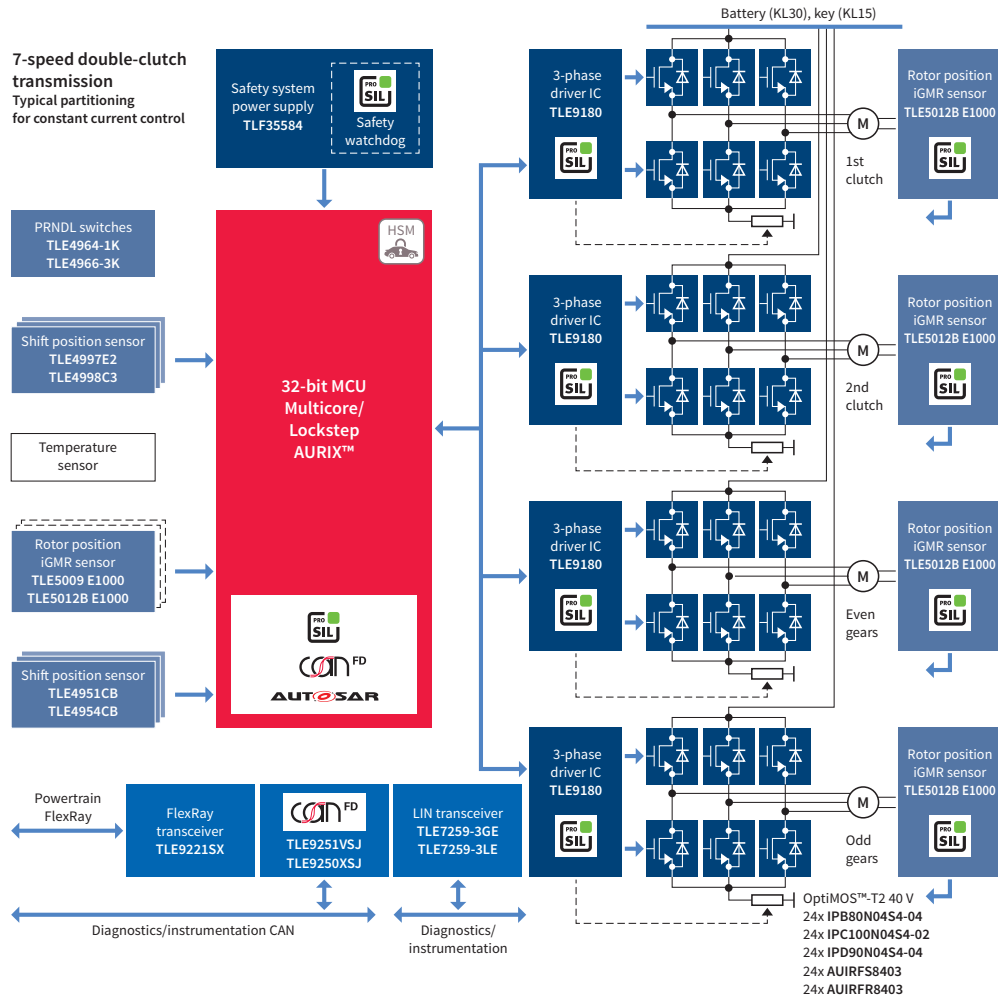 Battery (KL30), key (KL15)
7-speed double-clutch
transmission
Typical partitioning
for constant current control
Safety system
power supply
TLF35584
PRO
SIL
Safety
watchdog
HSM
PRNDL switches
TLE4964-1K
TLE4966-3K
Shift position sensor
TLE4997E2
TLE4998C3
Temperature
sensor
Rotor position
iGMR sensor
TLE5009 E1000
TLE5012B E1000
Shift position sensor
TLE4951CB
TLE4954CB
32-bit MCU
Multicore/
Lockstep
AURIX™
PRO
SIL
CAN FD
AUTOSAR
Powertrain
FlexRay
FlexRay
transceiver
TLE9221SX
CAN FD
TLE9251VSJ
TLE9250XSJ
LIN transceiver
TLE7259-3GE
TLE7259-3LE
Diagnostics/instrumentation CAN
Diagnostics/
instrumentation
3-phase
driver IC
TLE9180
PRO
SIL
M
1st
clutch
Rotor position
iGMR sensor
TLE5012B E1000
PRO
SIL
3-phase
driver IC
TLE9180
PRO
SIL
M
2nd
clutch
Rotor position
iGMR sensor
TLE5012B E1000
PRO
SIL
3-phase
driver IC
TLE9180
PRO
SIL
M
Even
gears
Rotor position
iGMR sensor
TLE5012B E1000
PRO
SIL
3-phase
driver IC
TLE9180
PRO
SIL
M
Odd
gears
Rotor position
iGMR sensor
TLE5012B E1000
PRO
SIL
OptiMOS™-T2 40 V
24x IPB80N04S4-04
24x IPC100N04S4-02
24x IPD90N04S4-04
24x AUIRFS8403
24x AUIRFR8403